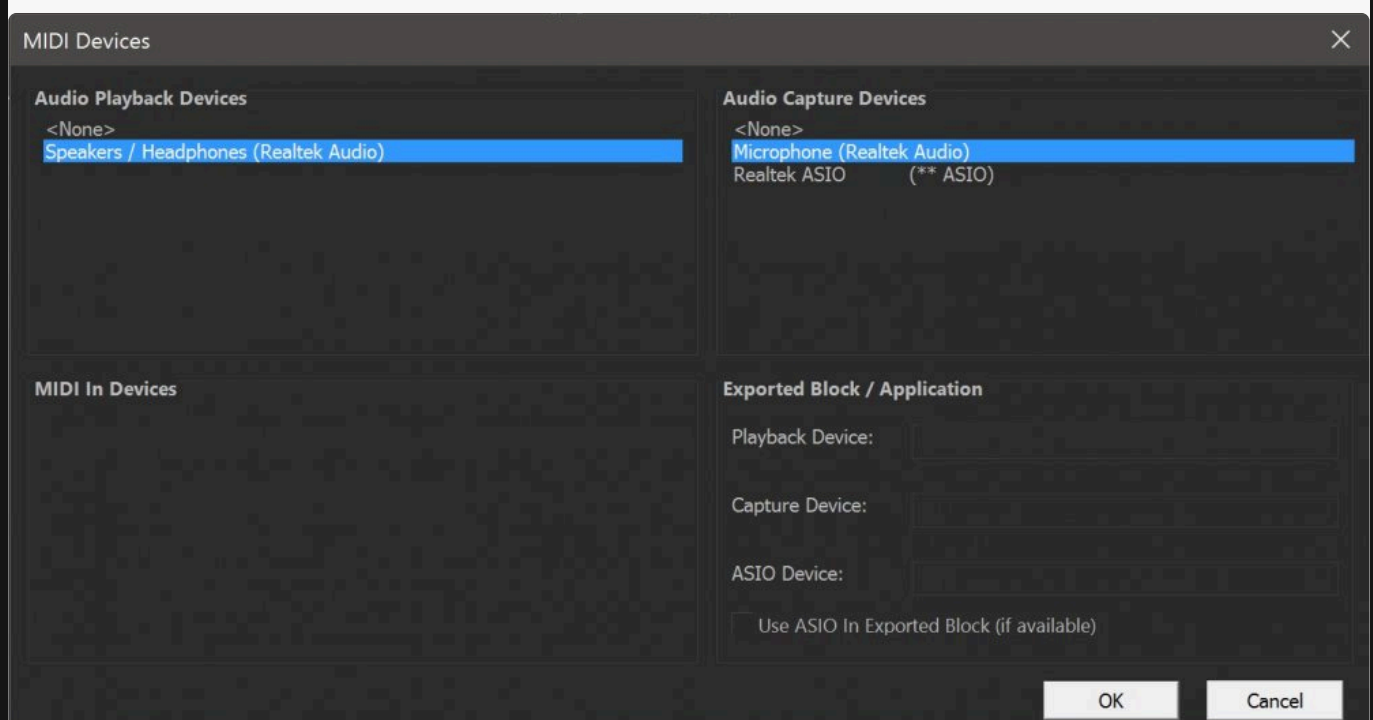 MIDI Devices
Audio Playback Devices
<None>
Speakers / Headphones (Realtek Audio)
Audio Capture Devices
<None>
Microphone (Realtek Audio)
Realtek ASIO (** ASIO)
MIDI In Devices
Exported Block / Application
Playback Device:
Capture Device:
ASIO Device:
Use ASIO In Exported Block (if available)
OK
Cancel